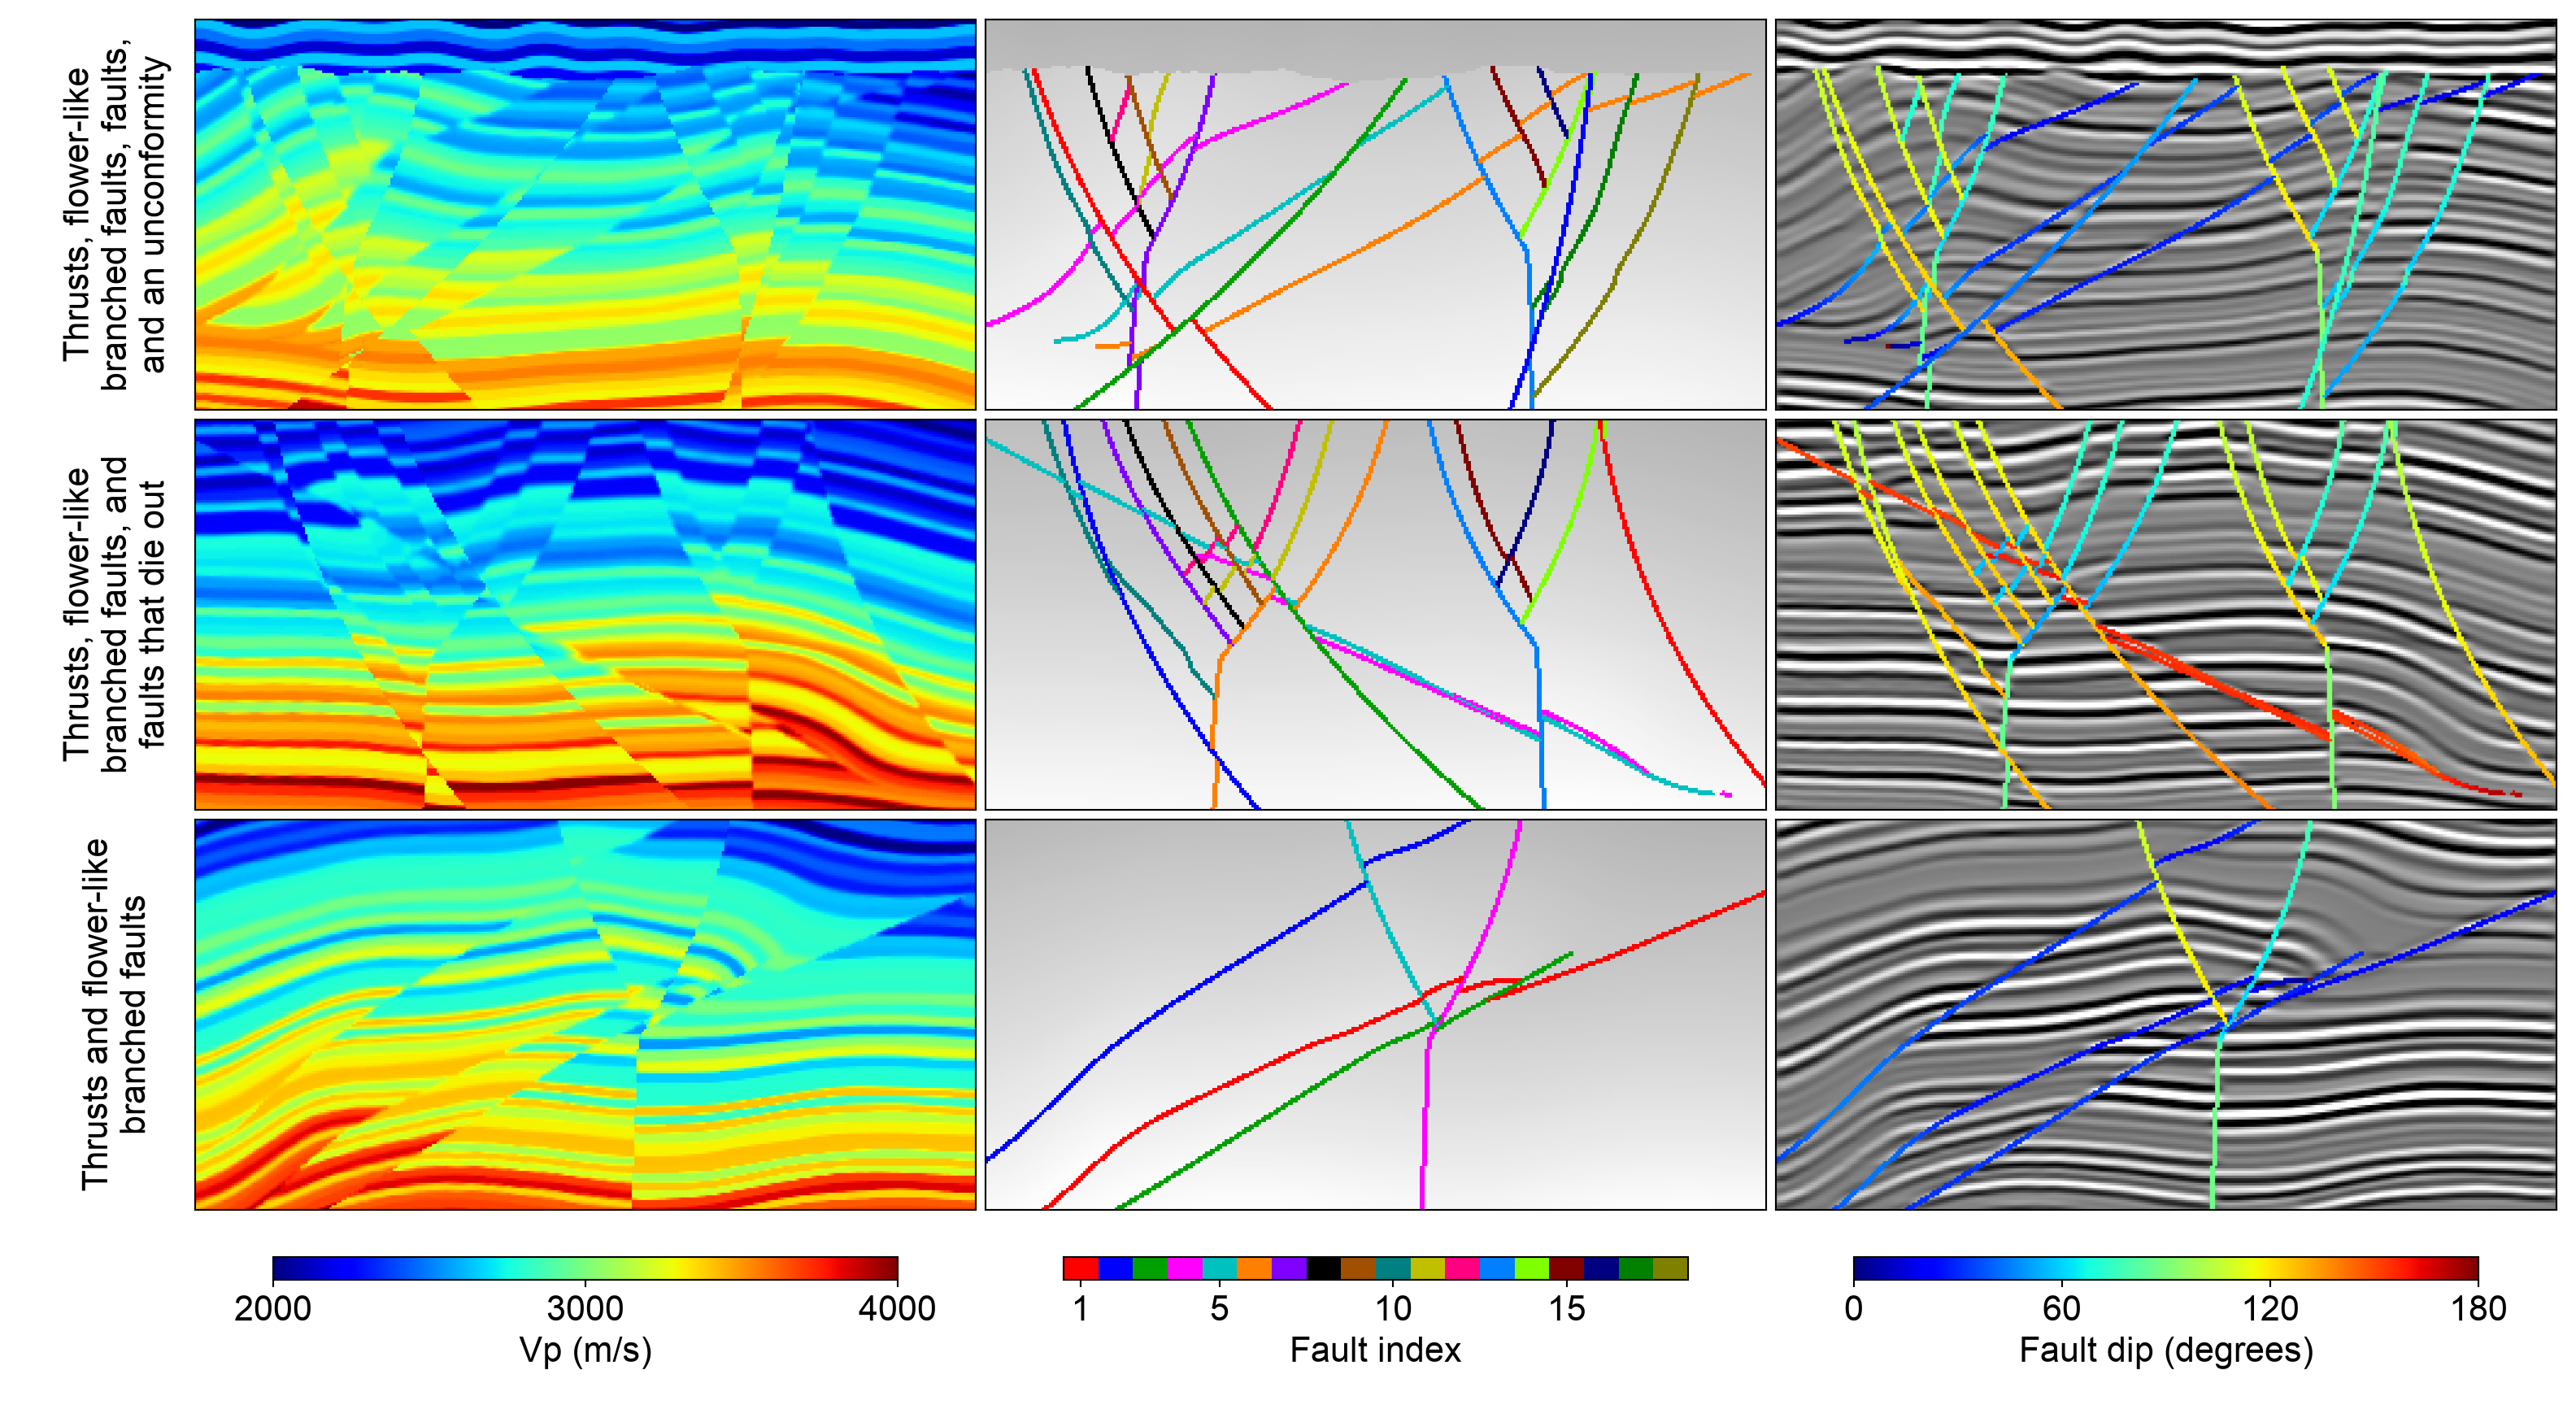 Thrusts, flower-like
branched faults, faults,
and an unconformity
Thrusts, flower-like
branched faults, and
faults that die out
Thrusts and flower-like
branched faults
2000 3000 4000
Vp (m/s)
1 5 10 15
Fault index
0 60 120 180
Fault dip (degrees)